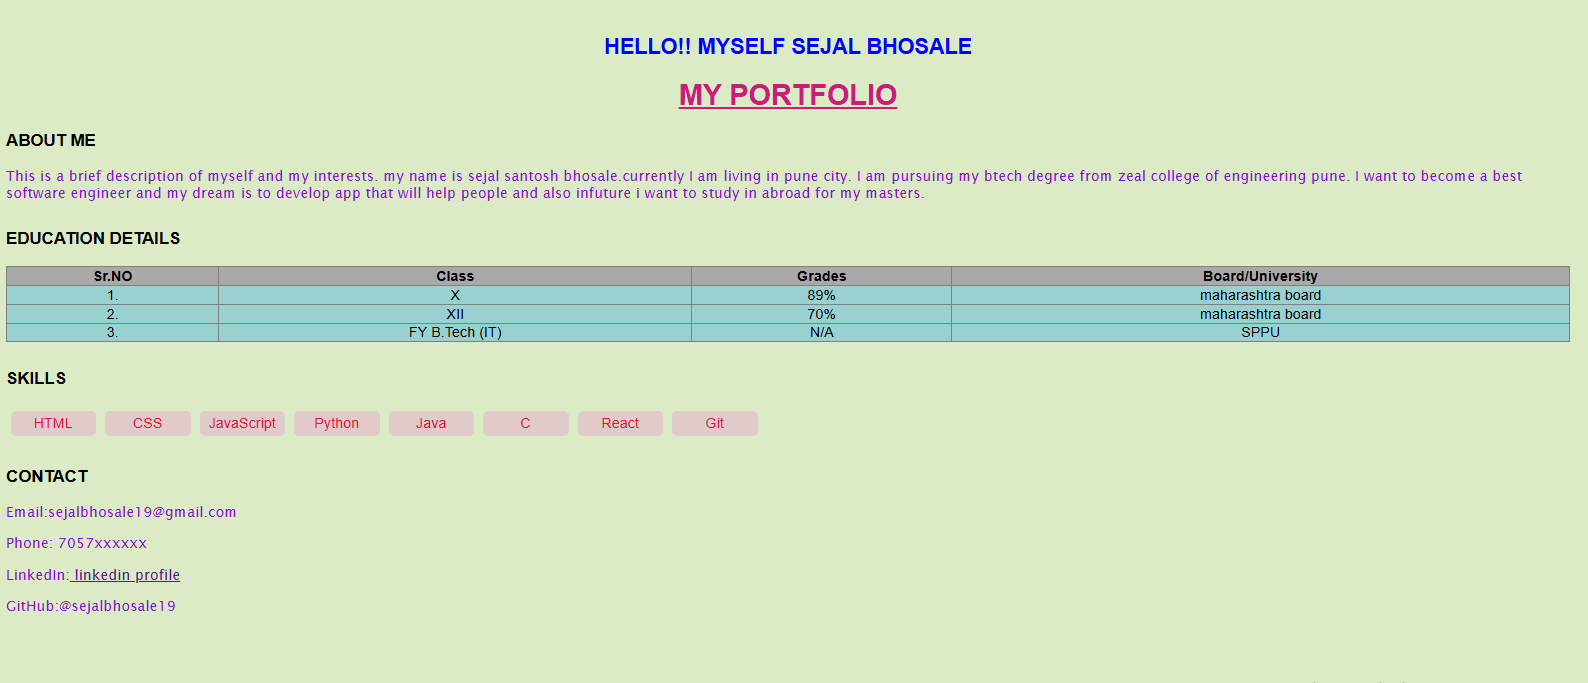 HELLO!! MYSELF SEJAL BHOSALE
MY PORTFOLIO
ABOUT ME
This is a brief description of myself and my interests. my name is sejal santosh bhosale.currently I am living in pune city. I am pursuing my btech degree from zeal college of engineering pune. I want to become a best
software engineer and my dream is to develop app that will help people and also infuture i want to study in abroad for my masters.
EDUCATION DETAILS
Sr.NO Class Grades Board/University
1. X 89% maharashtra board
2. XII 70% maharashtra board
3. FY B.Tech (IT) N/A SPPU
SKILLS
HTML CSS JavaScript Python Java C React Git
CONTACT
Email:sejalbhosale19@gmail.com
Phone: 7057xxxxxx
LinkedIn: linkedin profile
GitHub:@sejalbhosale19